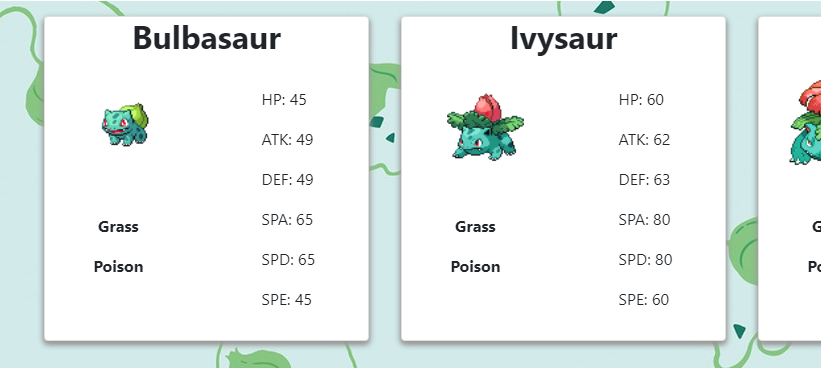 Bulbasaur
HP: 45
ATK: 49
DEF: 49
SPA: 65
Grass
SPD: 65
Poison
SPE: 45
Ivysaur
HP: 60
ATK: 62
DEF: 63
SPA: 80
Grass
SPD: 80
Poison
SPE: 60
G
Po